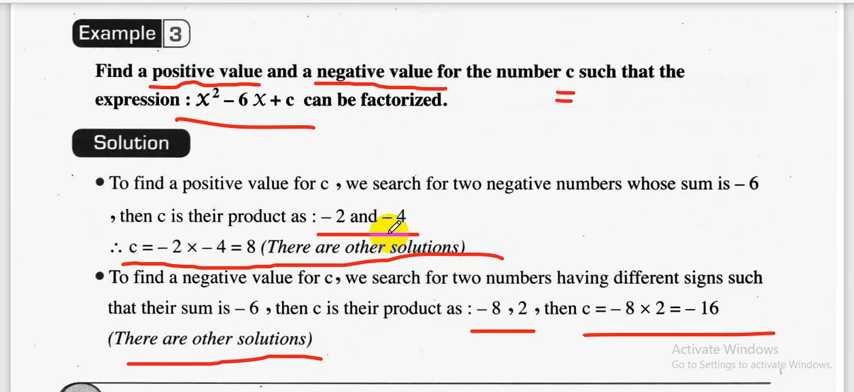 Example 3
Find a positive value and a negative value for the number c such that the
expression : x² – 6 x + c can be factorized.
Solution
• To find a positive value for c , we search for two negative numbers whose sum is – 6
, then c is their product as : – 2 and – 4
∴ c = – 2 × – 4 = 8 (There are other solutions)
• To find a negative value for c, we search for two numbers having different signs such
that their sum is – 6 , then c is their product as : – 8 , 2 , then c = – 8 × 2 = – 16
(There are other solutions)
Activate Windows
Go to Settings to activate Windows.